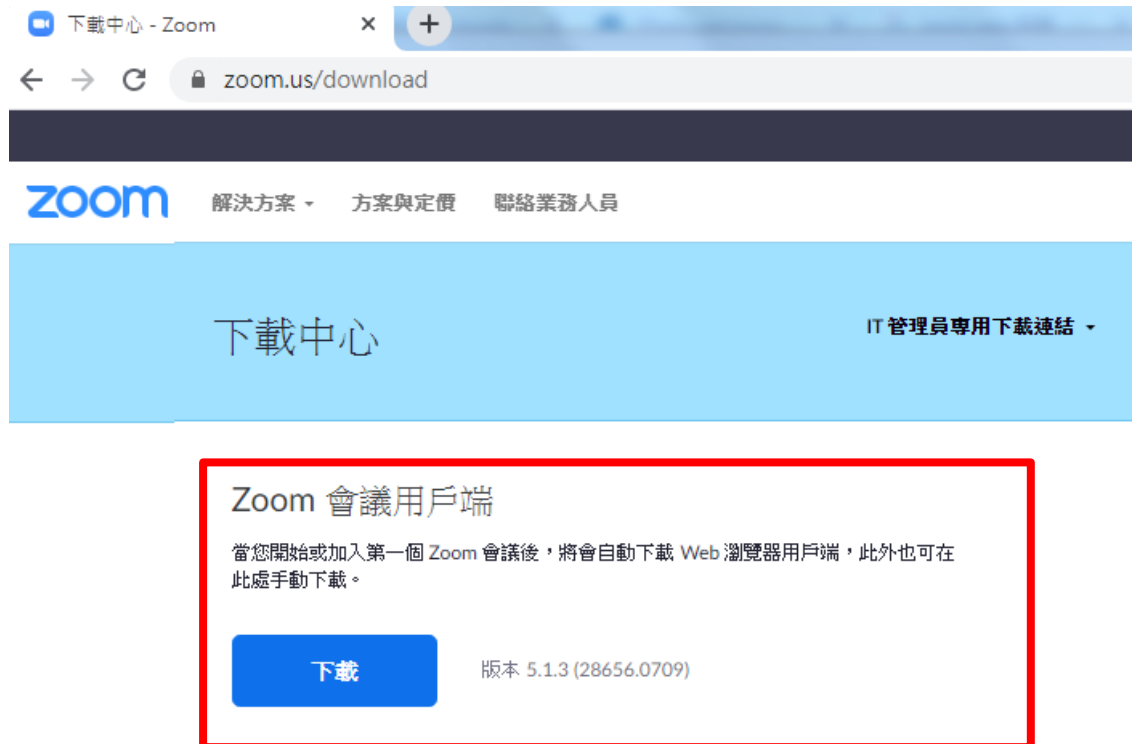 下載中心 - Zoom
zoom.us/download
zoom 解決方案 方案與定價 聯絡業務人員
下載中心 IT 管理員專用下載連結
Zoom 會議用戶端
當您開始或加入第一個 Zoom 會議後，將會自動下載 Web 瀏覽器用戶端，此外也可在
此處手動下載。
下載 版本 5.1.3 (28656.0709)